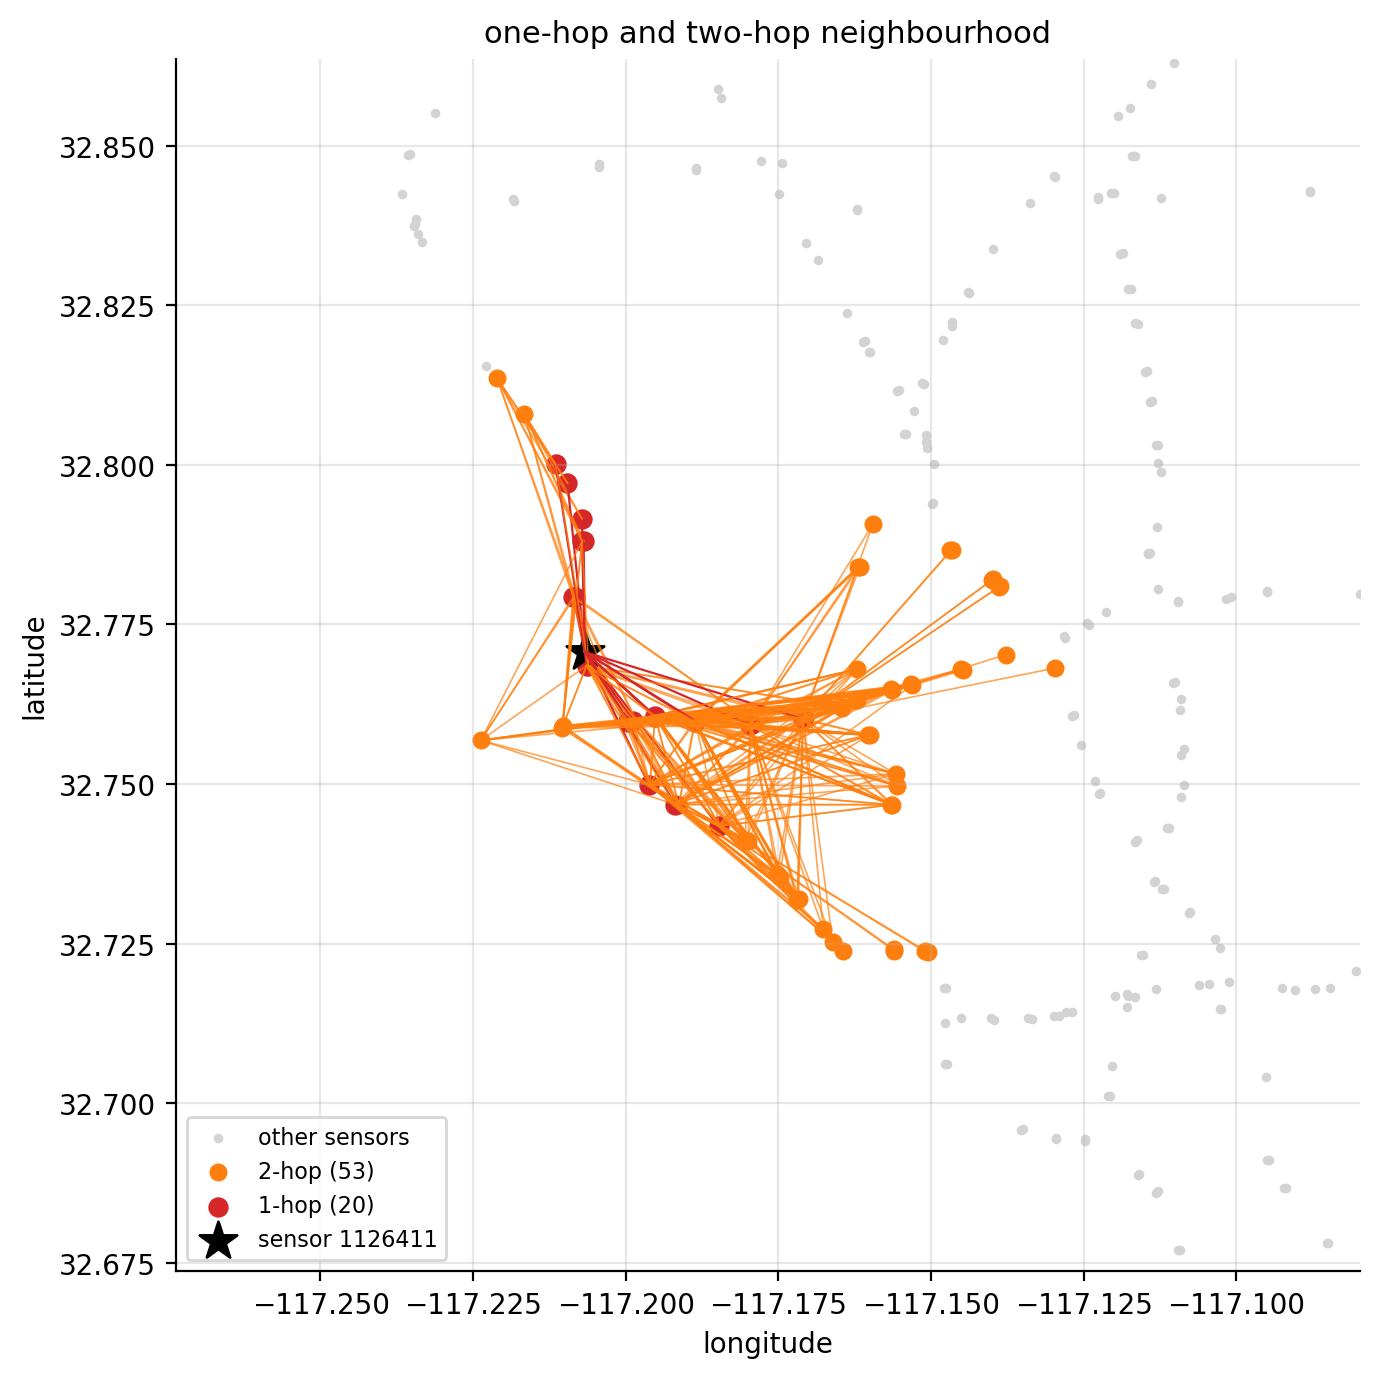 one-hop and two-hop neighbourhood
latitude
32.850
32.825
32.800
32.775
32.750
32.725
32.700
32.675
other sensors
2-hop (53)
1-hop (20)
sensor 1126411
−117.250 −117.225 −117.200 −117.175 −117.150 −117.125 −117.100
longitude